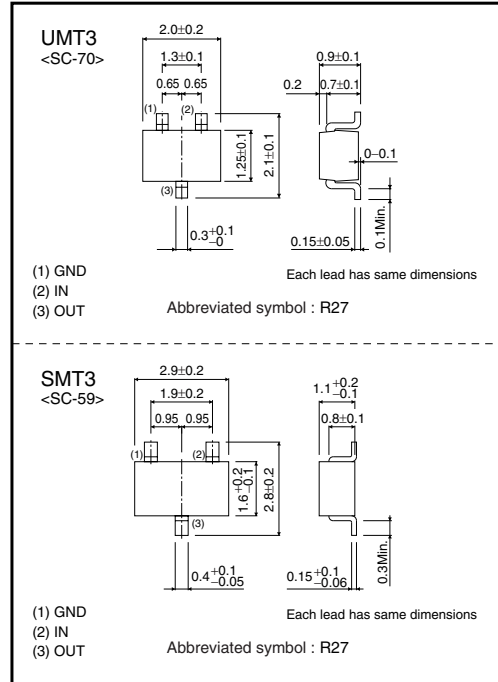 UMT3
<SC-70>
2.0±0.2
1.3±0.1
0.65 0.65
(1) (2)
(3)
1.25±0.1
2.1±0.1
0.3+0.1
−0
0.9±0.1
0.2 0.7±0.1
0−0.1
0.15±0.05
0.1Min.
Each lead has same dimensions
(1) GND
(2) IN
(3) OUT
Abbreviated symbol : R27
SMT3
<SC-59>
2.9±0.2
1.9±0.2
0.95 0.95
(1) (2)
(3)
1.6+0.2
−0.1
2.8±0.2
0.4+0.1
−0.05
1.1+0.2
−0.1
0.8±0.1
0.15+0.1
−0.06
0.3Min.
Each lead has same dimensions
(1) GND
(2) IN
(3) OUT
Abbreviated symbol : R27